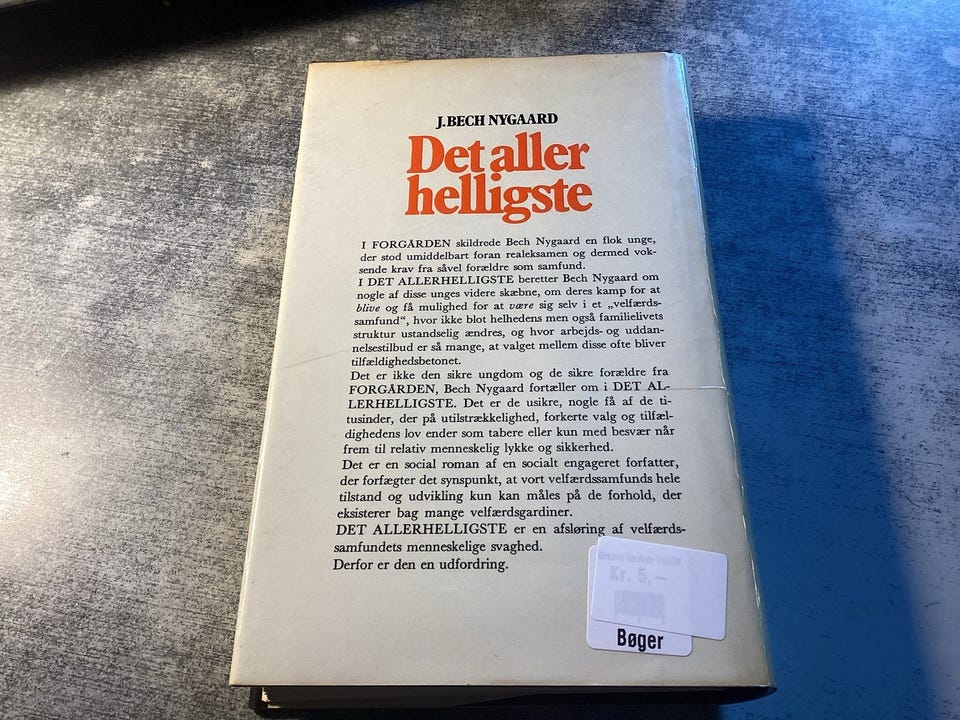 J. BECH NYGAARD
Det aller
helligste
I FORGÅRDEN skildrede Bech Nygaard en flok unge,
der stod umiddelbart foran realeksamen og dermed vok-
sende krav fra såvel forældre som samfund.
I DET ALLERHELLIGSTE beretter Bech Nygaard om
nogle af disse unges videre skæbne, om deres kamp for at
blive og få mulighed for at være sig selv i et „velfærds-
samfund“, hvor ikke blot helhedens men også familielivets
struktur ustandselig ændres, og hvor arbejds- og uddan-
nelsestilbud er så mange, at valget mellem disse ofte bliver
tilfældighedsbetonet.
Det er ikke den sikre ungdom og de sikre forældre fra
FORGÅRDEN, Bech Nygaard fortæller om i DET AL-
LERHELLIGSTE. Det er de usikre, nogle få af de ti-
tusinder, der på utilstrækkelighed, forkerte valg og tilfæl-
dighedens lov ender som tabere eller kun med besvær når
frem til relativ menneskelig lykke og sikkerhed.
Det er en social roman af en socialt engageret forfatter,
der forfægter det synspunkt, at vort velfærdssamfunds hele
tilstand og udvikling kun kan måles på de forhold, der
eksisterer bag mange velfærdsgardiner.
DET ALLERHELLIGSTE er en afsløring af velfærds-
samfundets menneskelige svaghed.
Derfor er den en udfordring.
Kr. 5,-
Bøger